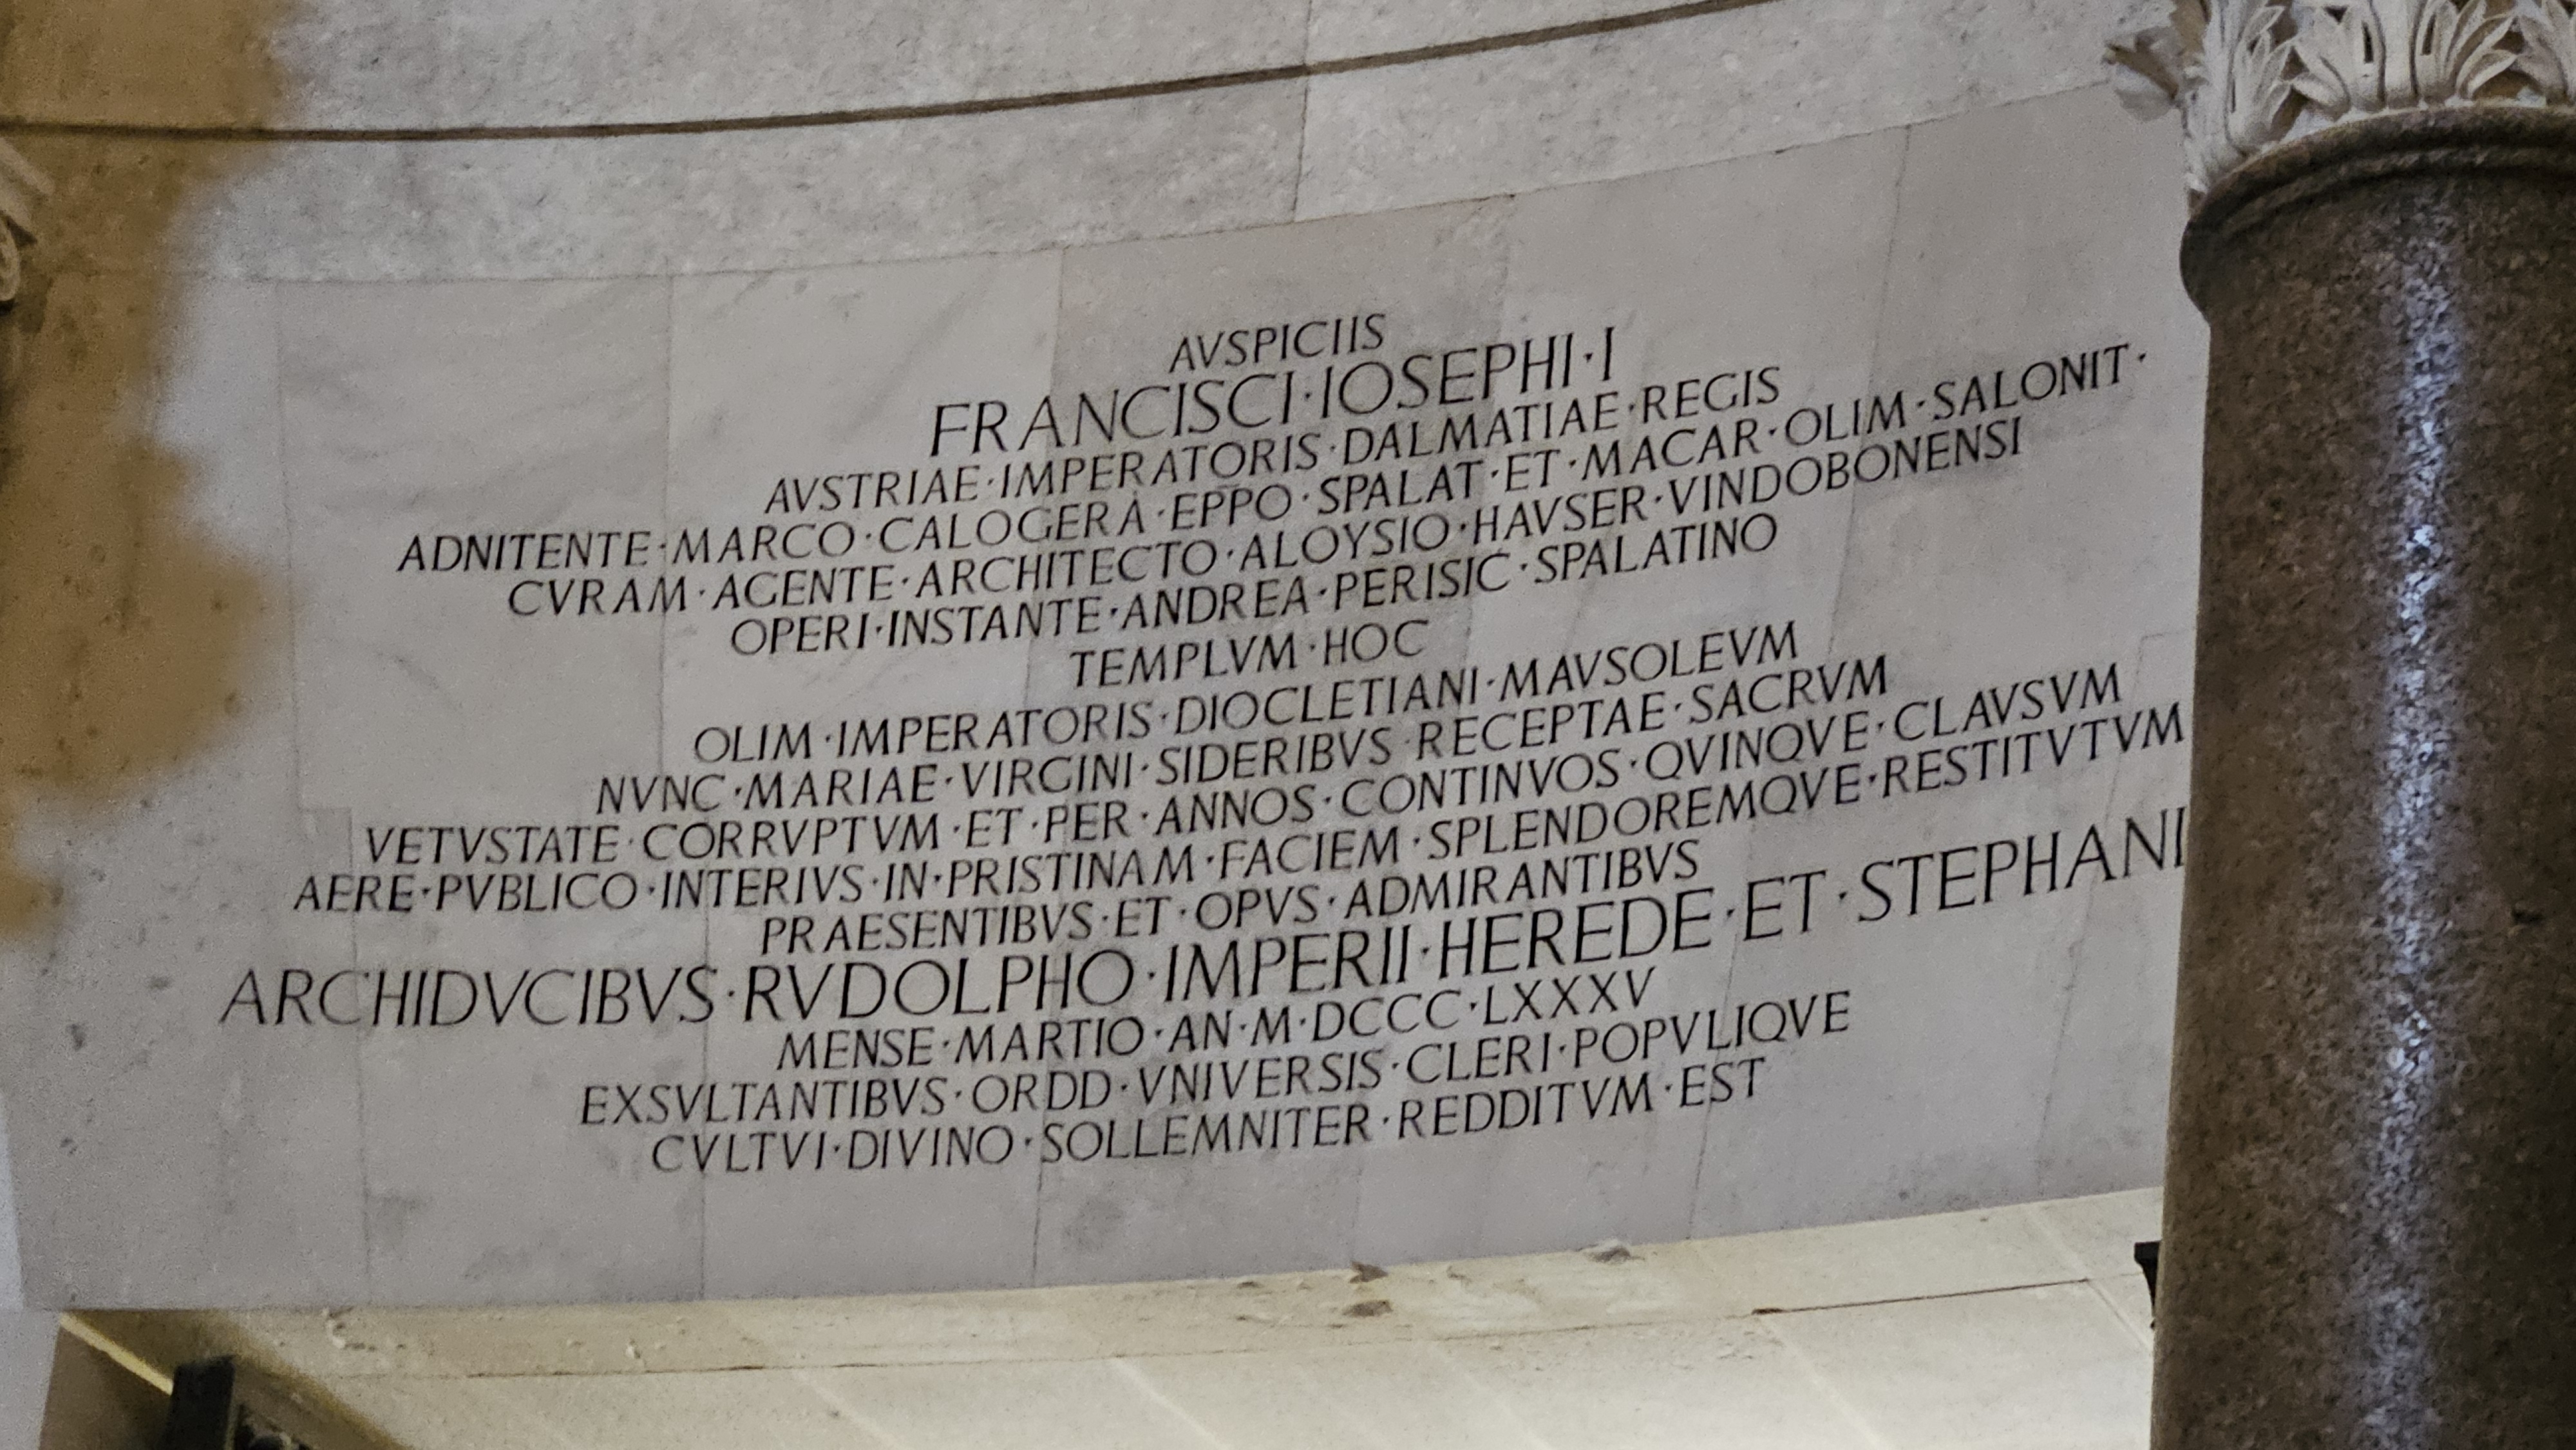 AVSPICIIS
FRANCISCI·IOSEPHI·I
AVSTRIAE·IMPERATORIS·DALMATIAE·REGIS
ADNITENTE·MARCO·CALOGERÀ·EPPO·SPALAT·ET·MACAR·OLIM·SALONIT·
CVRAM·AGENTE·ARCHITECTO·ALOYSIO·HAVSER·VINDOBONENSI
OPERI·INSTANTE·ANDREA·PERISIC·SPALATINO
TEMPLVM·HOC
OLIM·IMPERATORIS·DIOCLETIANI·MAVSOLEVM
NVNC·MARIAE·VIRGINI·SIDERIBVS·RECEPTAE·SACRVM
VETVSTATE·CORRVPTVM·ET·PER·ANNOS·CONTINVOS·QVINQVE·CLAVSVM
AERE·PVBLICO·INTERIVS·IN·PRISTINAM·FACIEM·SPLENDOREMQVE·RESTITVTVM
PRAESENTIBVS·ET·OPVS·ADMIRANTIBVS
ARCHIDVCIBVS·RVDOLPHO·IMPERII·HEREDE·ET·STEPHANI
MENSE·MARTIO·AN·M·DCCC·LXXXV
EXSVLTANTIBVS·ORDD·VNIVERSIS·CLERI·POPVLIQVE
CVLTVI·DIVINO·SOLLEMNITER·REDDITVM·EST